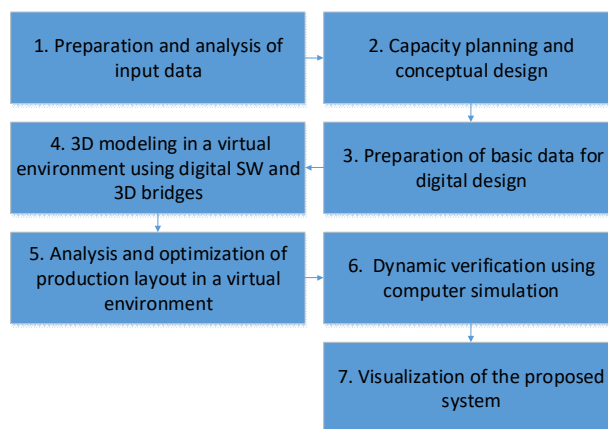 1. Preparation and analysis of
input data
2. Capacity planning and
conceptual design
3. Preparation of basic data for
digital design
4. 3D modeling in a virtual
environment using digital SW and
3D bridges
5. Analysis and optimization of
production layout in a virtual
environment
6. Dynamic verification using
computer simulation
7. Visualization of the proposed
system